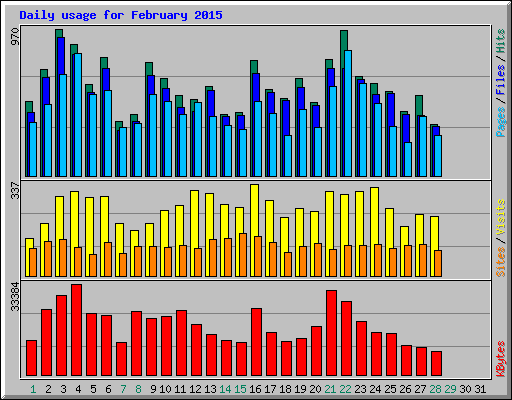 Daily usage for February 2015
970
Pages / Files / Hits
337
Sites / Visits
33384
KBytes
1 2 3 4 5 6 7 8 9 10 11 12 13 14 15 16 17 18 19 20 21 22 23 24 25 26 27 28 29 30 31